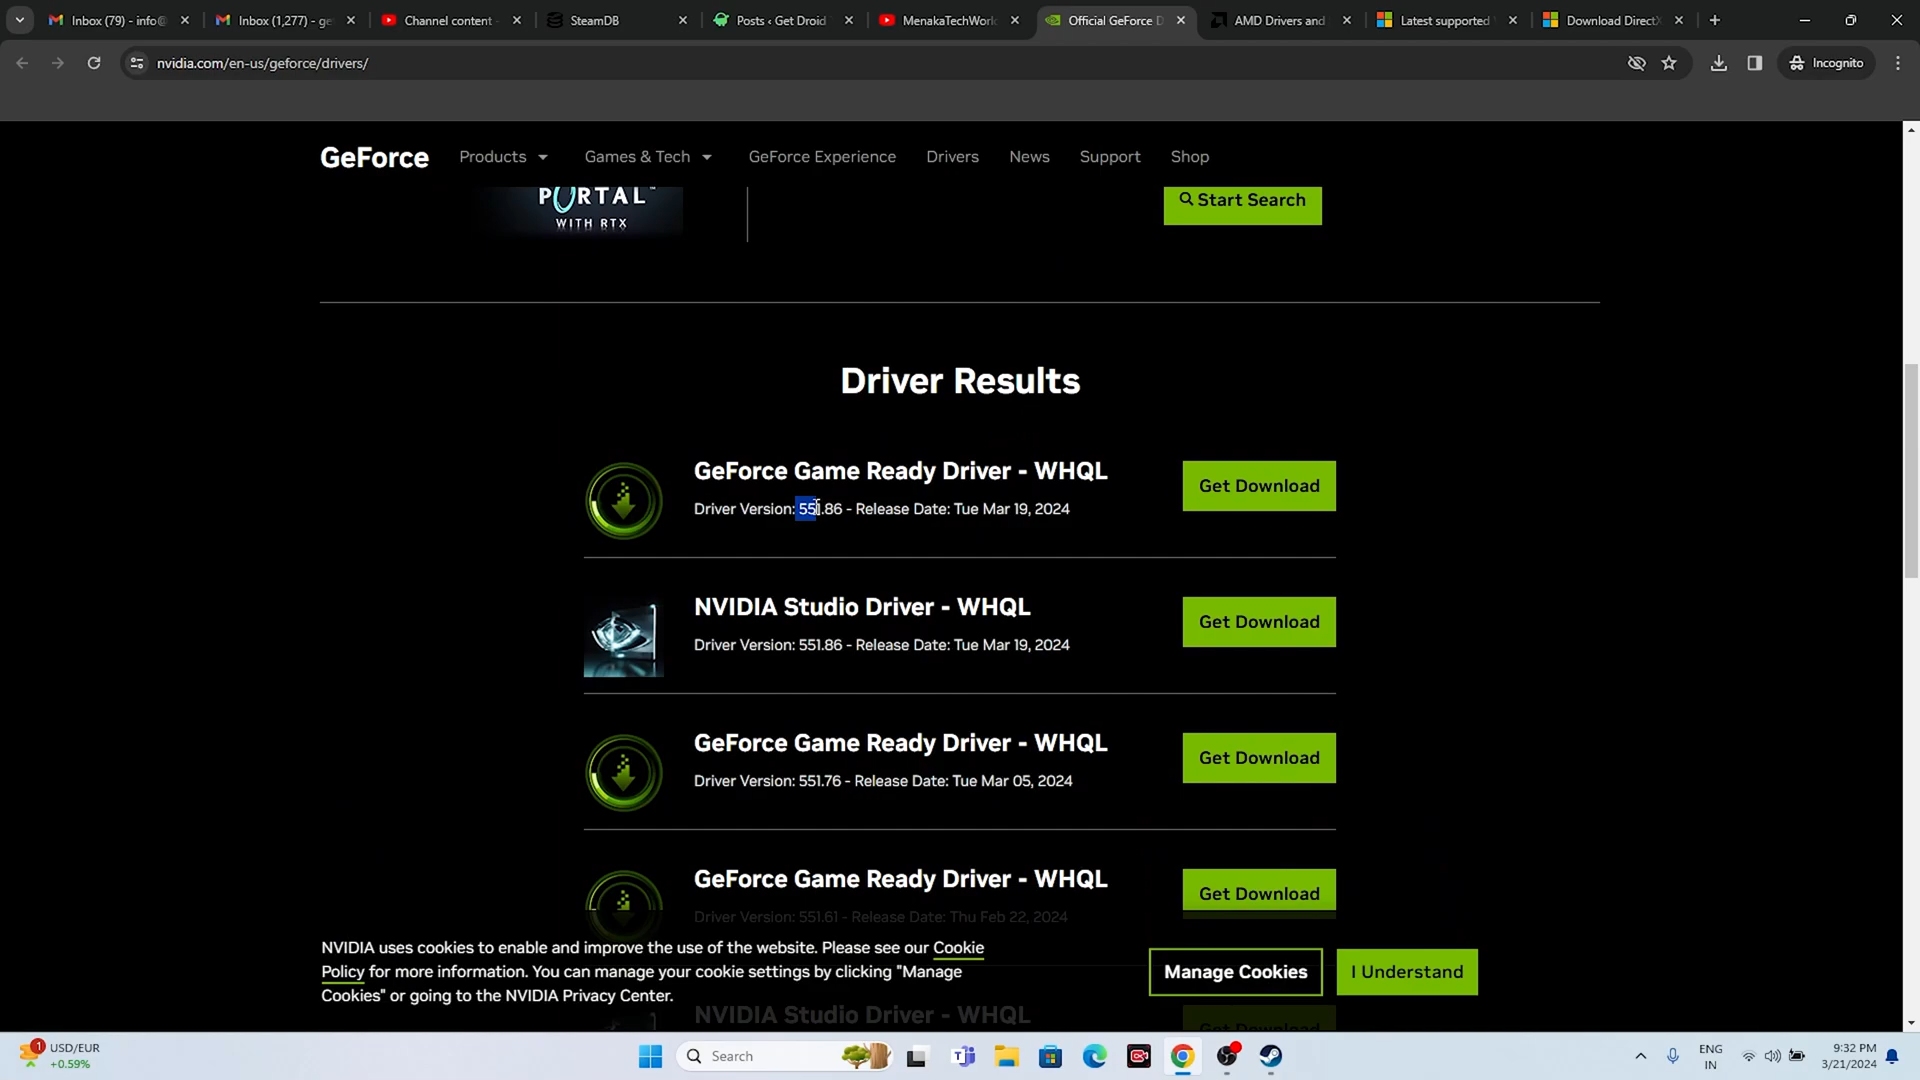 Inbox (79) - info@
Inbox (1,277) - ge
Channel content
SteamDB
Posts ‹ Get Droid
MenakaTechWorl
Official GeForce D
AMD Drivers and
Latest supported
Download DirectX
nvidia.com/en-us/geforce/drivers/
Incognito
GeForce
Products
Games & Tech
GeForce Experience
Drivers
News
Support
Shop
PORTAL™
WITH RTX
Start Search
Driver Results
GeForce Game Ready Driver - WHQL
Driver Version: 551.86 - Release Date: Tue Mar 19, 2024
Get Download
NVIDIA Studio Driver - WHQL
Driver Version: 551.86 - Release Date: Tue Mar 19, 2024
Get Download
GeForce Game Ready Driver - WHQL
Driver Version: 551.76 - Release Date: Tue Mar 05, 2024
Get Download
GeForce Game Ready Driver - WHQL
Driver Version: 551.61 - Release Date: Thu Feb 22, 2024
Get Download
NVIDIA uses cookies to enable and improve the use of the website. Please see our Cookie
Policy for more information. You can manage your cookie settings by clicking "Manage
Cookies" or going to the NVIDIA Privacy Center.
Manage Cookies
I Understand
NVIDIA Studio Driver - WHQL
Get Download
1
USD/EUR
+0.59%
Search
ENG
IN
9:32 PM
3/21/2024